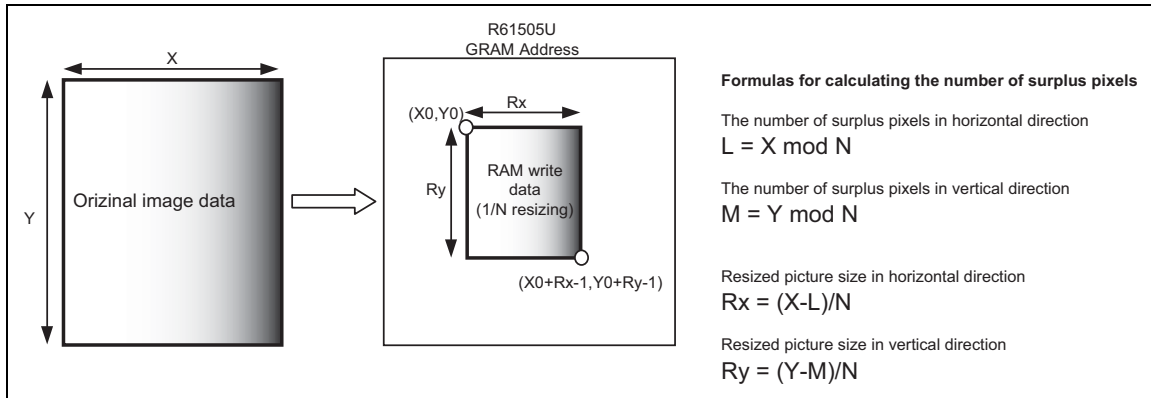 R61505U
GRAM Address
X
Rx
(X0,Y0)
Y
Orizinal image data
Ry
RAM write
data
(1/N resizing)
(X0+Rx-1,Y0+Ry-1)
Formulas for calculating the number of surplus pixels
The number of surplus pixels in horizontal direction
L = X mod N
The number of surplus pixels in vertical direction
M = Y mod N
Resized picture size in horizontal direction
Rx = (X-L)/N
Resized picture size in vertical direction
Ry = (Y-M)/N